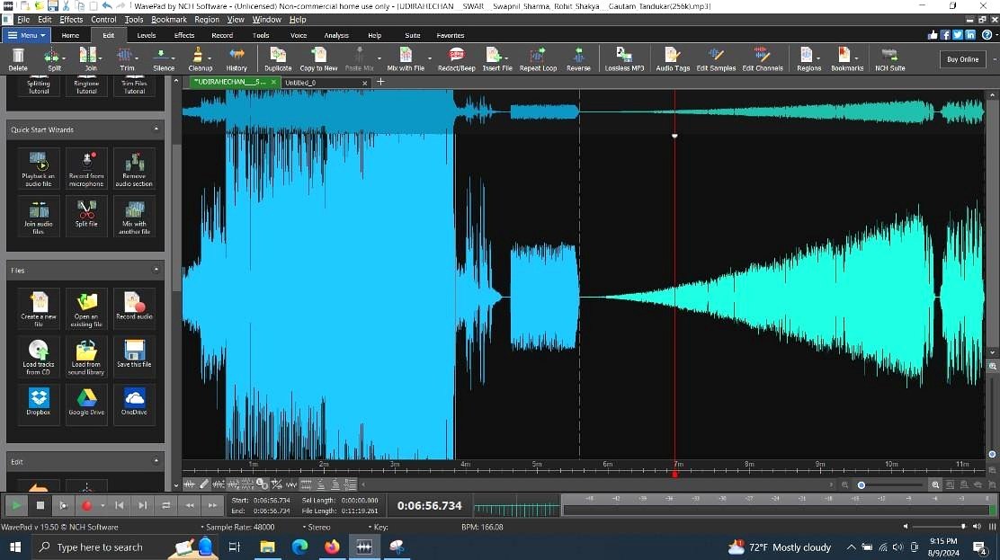 WavePad by NCH Software - (Unlicensed) Non-commercial home use only - [UDIRAHECHAN__SWAR__Swapnil_Sharma, Rohit_Shakya__Gautam_Tandukar(256k).mp3]
File Edit Effects Control Tools Bookmark Region View Window Help
Menu Home Edit Levels Effects Record Tools Voice Analysis Help Suite Favorites
Delete Split Join Trim Silence Cleanup History Duplicate Copy to New Paste Mix Mix with File Redact/Beep Insert File Repeat Loop Reverse Lossless MP3 Audio Tags Edit Samples Edit Channels Regions Bookmarks NCH Suite Buy Online
*UDIRAHECHAN___S... Untitled_0
Splitting Tutorial Ringtone Tutorial Trim Files Tutorial
Quick Start Wizards
Playback an audio file Record from microphone Remove audio section
Join audio files Split file Mix with another file
Files
Create a new file Open an existing file Record audio
Load tracks from CD Load from sound library Save this file
Dropbox Google Drive OneDrive
Edit
1m 2m 3m 4m 5m 6m 7m 8m 9m 10m 11m
Start: 0:06:56.734 Sel Length: 0:00:00.000
End: 0:06:56.734 File Length: 0:11:19.261
0:06:56.734
-48 -42 -39 -36 -33 -30 -27 -24 -21 -18 -15 -12 -9 -6 -3 0
WavePad v 19.50 © NCH Software Sample Rate: 48000 Stereo Key: BPM: 166.08
Type here to search
72°F Mostly cloudy
9:15 PM
8/9/2024
4